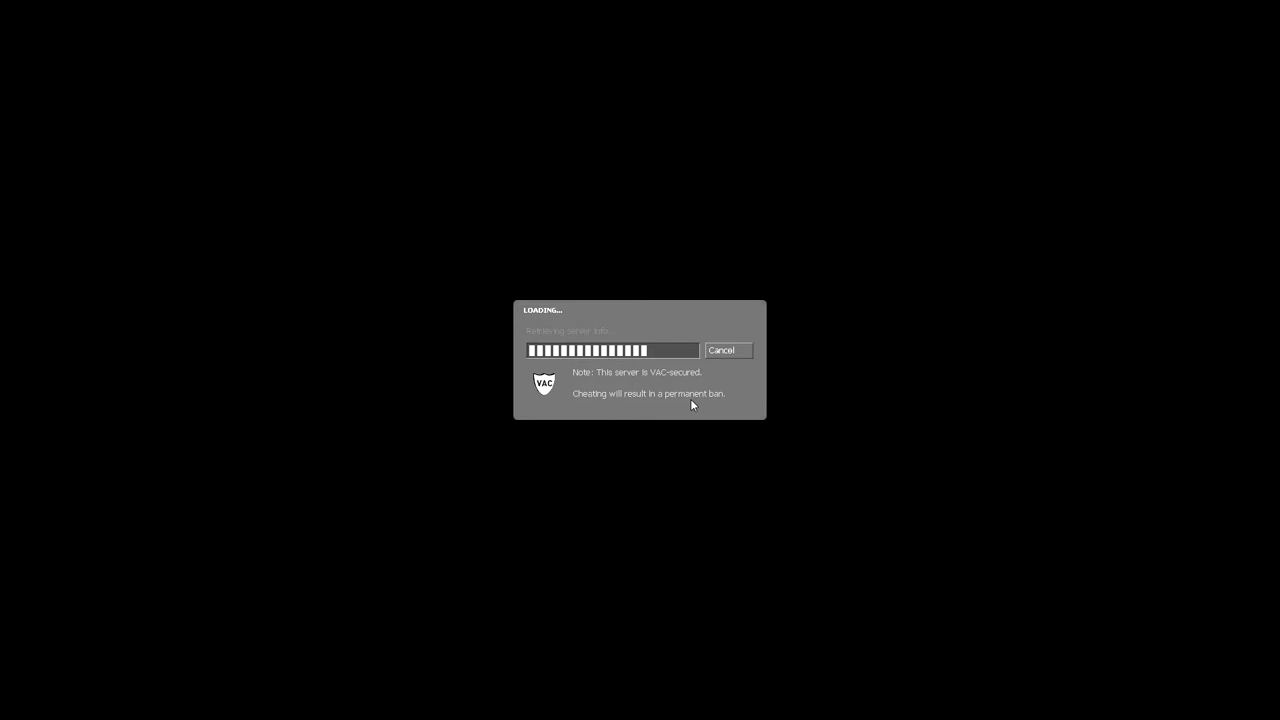 LOADING...
Retrieving server info...
Cancel
VAC
Note: This server is VAC-secured.
Cheating will result in a permanent ban.